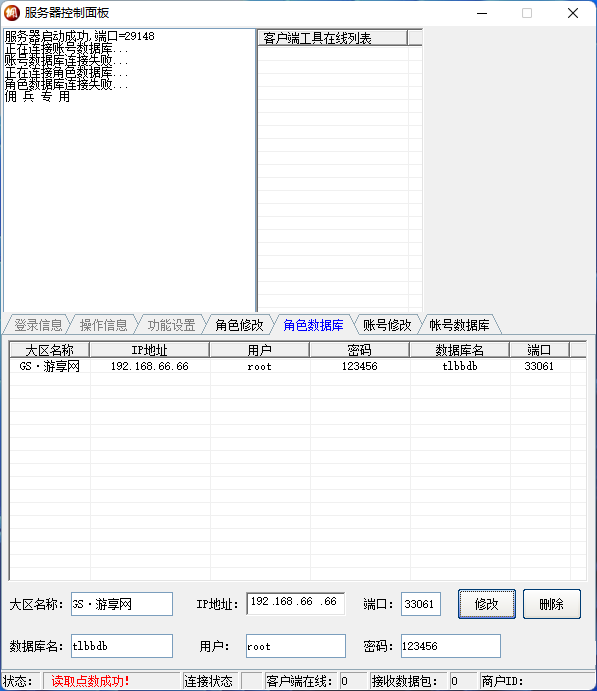 服务器控制面板
服务器启动成功,端口=29148
正在连接账号数据库...
账号数据库连接失败...
正在连接角色数据库...
角色数据库连接失败...
佣 兵 专 用
客户端工具在线列表
登录信息 操作信息 功能设置 角色修改 角色数据库 账号修改 帐号数据库
大区名称 IP地址 用户 密码 数据库名 端口
GS·游享网 192.168.66.66 root 123456 tlbbdb 33061
大区名称: GS·游享网 IP地址: 192 .168 .66 .66 端口: 33061 修改 删除
数据库名: tlbbdb 用户: root 密码: 123456
状态: 读取点数成功! 连接状态 客户端在线: 0 接收数据包: 0 商户ID: